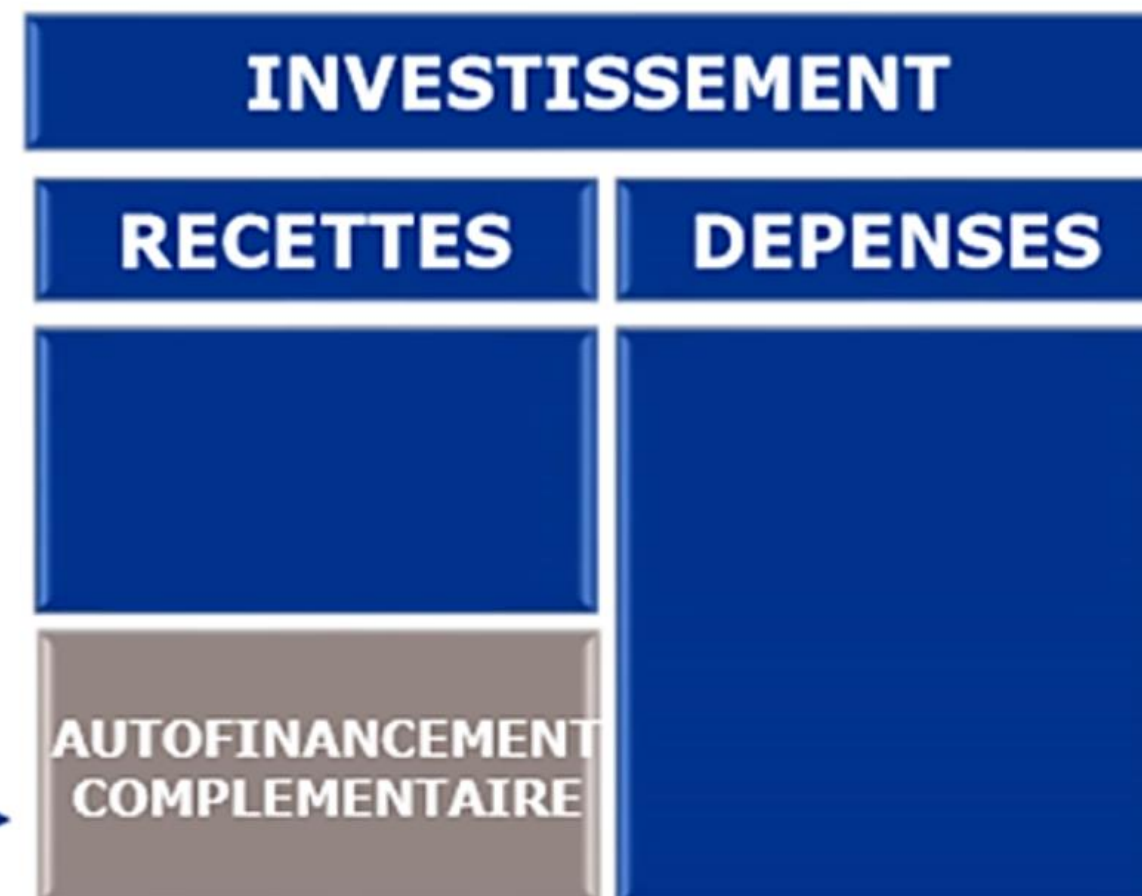 INVESTISSEMENT
RECETTES
DEPENSES
AUTOFINANCEMENT
COMPLEMENTAIRE